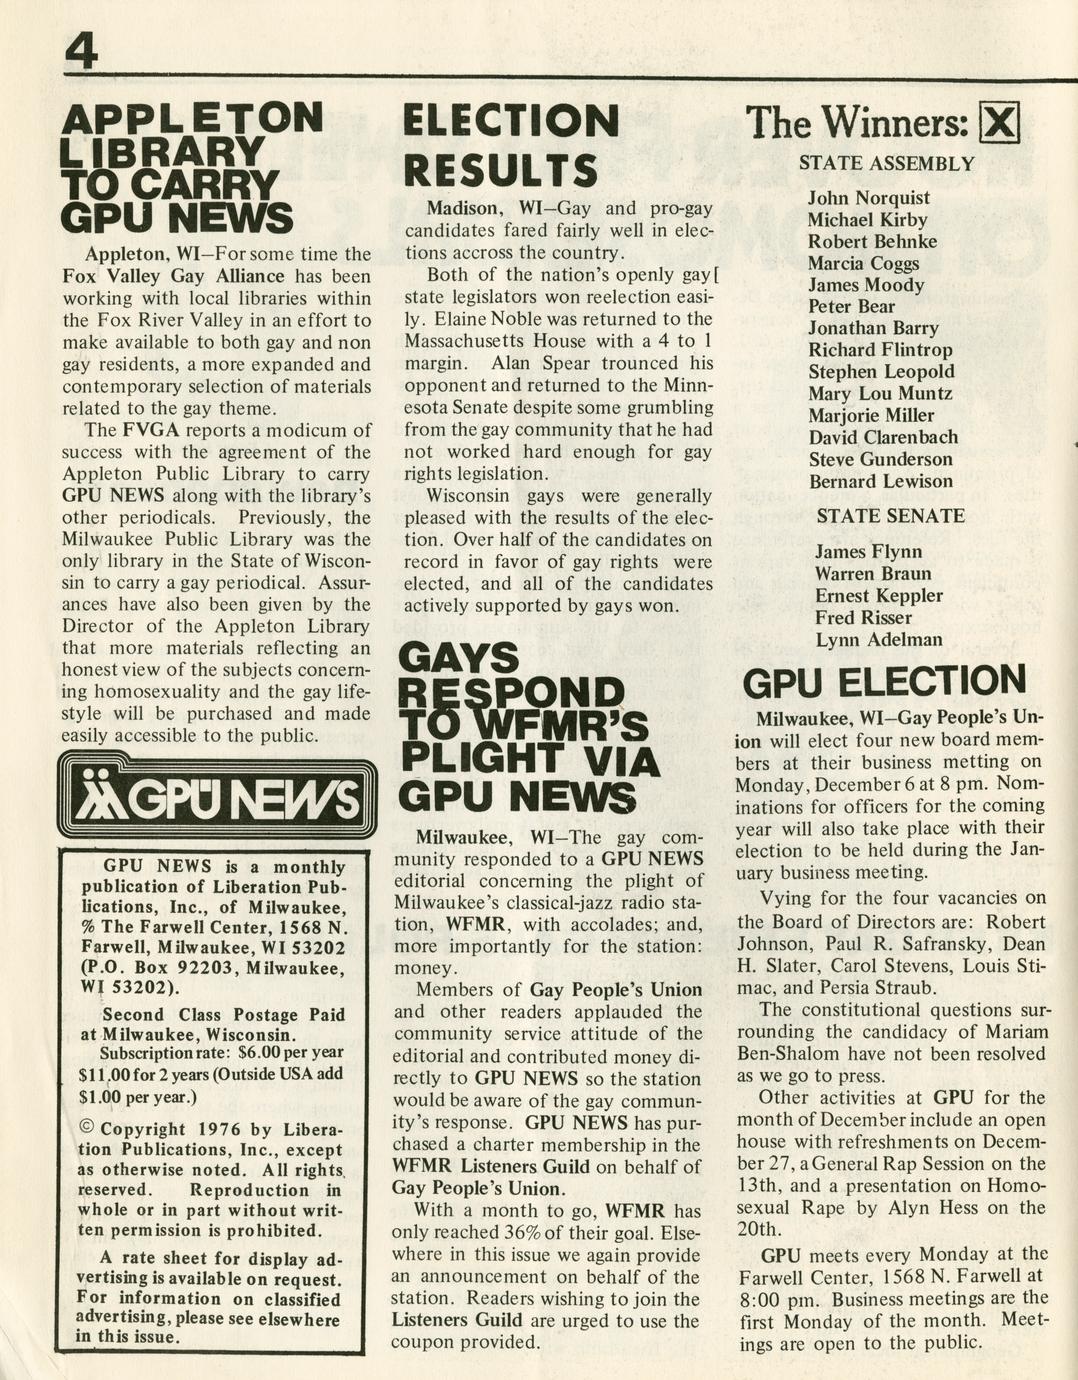 4
APPLETON
LIBRARY
TO CARRY
GPU NEWS
Appleton, WI—For some time the
Fox Valley Gay Alliance has been
working with local libraries within
the Fox River Valley in an effort to
make available to both gay and non
gay residents, a more expanded and
contemporary selection of materials
related to the gay theme.
The FVGA reports a modicum of
success with the agreement of the
Appleton Public Library to carry
GPU NEWS along with the library's
other periodicals. Previously, the
Milwaukee Public Library was the
only library in the State of Wiscon-
sin to carry a gay periodical. Assur-
ances have also been given by the
Director of the Appleton Library
that more materials reflecting an
honest view of the subjects concern-
ing homosexuality and the gay life-
style will be purchased and made
easily accessible to the public.
GPU NEWS
GPU NEWS is a monthly
publication of Liberation Pub-
lications, Inc., of Milwaukee,
% The Farwell Center, 1568 N.
Farwell, Milwaukee, WI 53202
(P.O. Box 92203, Milwaukee,
WI 53202).
Second Class Postage Paid
at Milwaukee, Wisconsin.
Subscription rate: $6.00 per year
$11.00 for 2 years (Outside USA add
$1.00 per year.)
© Copyright 1976 by Libera-
tion Publications, Inc., except
as otherwise noted. All rights
reserved. Reproduction in
whole or in part without writ-
ten permission is prohibited.
A rate sheet for display ad-
vertising is available on request.
For information on classified
advertising, please see elsewhere
in this issue.
ELECTION
RESULTS
Madison, WI—Gay and pro-gay
candidates fared fairly well in elec-
tions accross the country.
Both of the nation's openly gay[
state legislators won reelection easi-
ly. Elaine Noble was returned to the
Massachusetts House with a 4 to 1
margin. Alan Spear trounced his
opponent and returned to the Minn-
esota Senate despite some grumbling
from the gay community that he had
not worked hard enough for gay
rights legislation.
Wisconsin gays were generally
pleased with the results of the elec-
tion. Over half of the candidates on
record in favor of gay rights were
elected, and all of the candidates
actively supported by gays won.
GAYS
RESPOND
TO WFMR'S
PLIGHT VIA
GPU NEWS
Milwaukee, WI—The gay com-
munity responded to a GPU NEWS
editorial concerning the plight of
Milwaukee's classical-jazz radio sta-
tion, WFMR, with accolades; and,
more importantly for the station:
money.
Members of Gay People's Union
and other readers applauded the
community service attitude of the
editorial and contributed money di-
rectly to GPU NEWS so the station
would be aware of the gay commun-
ity's response. GPU NEWS has pur-
chased a charter membership in the
WFMR Listeners Guild on behalf of
Gay People's Union.
With a month to go, WFMR has
only reached 36% of their goal. Else-
where in this issue we again provide
an announcement on behalf of the
station. Readers wishing to join the
Listeners Guild are urged to use the
coupon provided.
The Winners: X
STATE ASSEMBLY
John Norquist
Michael Kirby
Robert Behnke
Marcia Coggs
James Moody
Peter Bear
Jonathan Barry
Richard Flintrop
Stephen Leopold
Mary Lou Muntz
Marjorie Miller
David Clarenbach
Steve Gunderson
Bernard Lewison
STATE SENATE
James Flynn
Warren Braun
Ernest Keppler
Fred Risser
Lynn Adelman
GPU ELECTION
Milwaukee, WI—Gay People's Un-
ion will elect four new board mem-
bers at their business metting on
Monday, December 6 at 8 pm. Nom-
inations for officers for the coming
year will also take place with their
election to be held during the Jan-
uary business meeting.
Vying for the four vacancies on
the Board of Directors are: Robert
Johnson, Paul R. Safransky, Dean
H. Slater, Carol Stevens, Louis Sti-
mac, and Persia Straub.
The constitutional questions sur-
rounding the candidacy of Mariam
Ben-Shalom have not been resolved
as we go to press.
Other activities at GPU for the
month of December include an open
house with refreshments on Decem-
ber 27, a General Rap Session on the
13th, and a presentation on Homo-
sexual Rape by Alyn Hess on the
20th.
GPU meets every Monday at the
Farwell Center, 1568 N. Farwell at
8:00 pm. Business meetings are the
first Monday of the month. Meet-
ings are open to the public.